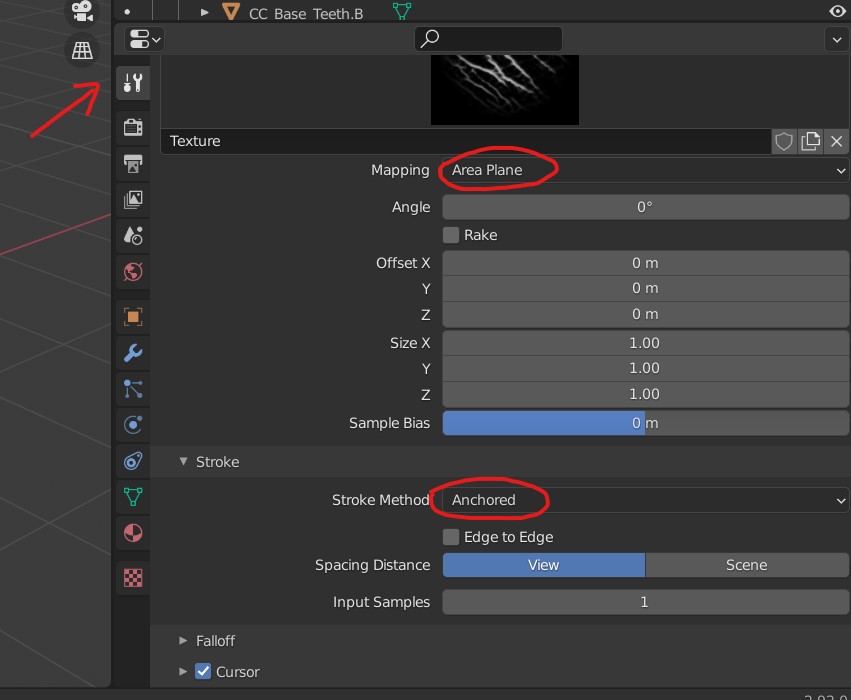 CC_Base_Teeth.B
Texture
Mapping Area Plane
Angle 0°
Rake
Offset X 0 m
Y 0 m
Z 0 m
Size X 1.00
Y 1.00
Z 1.00
Sample Bias 0 m
Stroke
Stroke Method Anchored
Edge to Edge
Spacing Distance View Scene
Input Samples 1
Falloff
Cursor